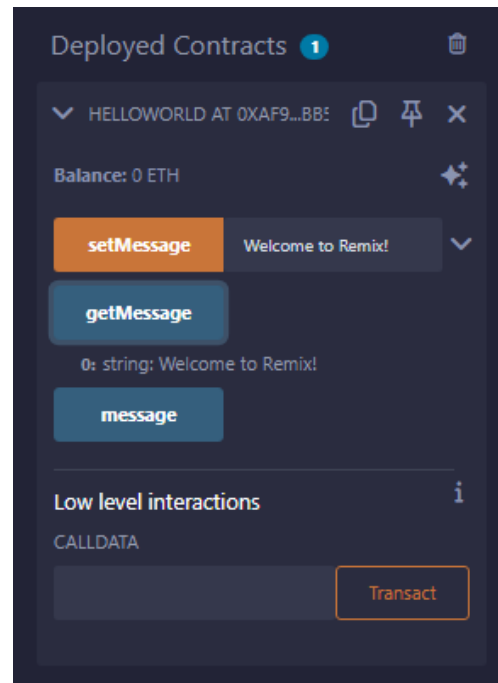 Deployed Contracts 1
HELLOWORLD AT 0XAF9...BB5
Balance: 0 ETH
setMessage Welcome to Remix!
getMessage
0: string: Welcome to Remix!
message
Low level interactions i
CALLDATA
Transact